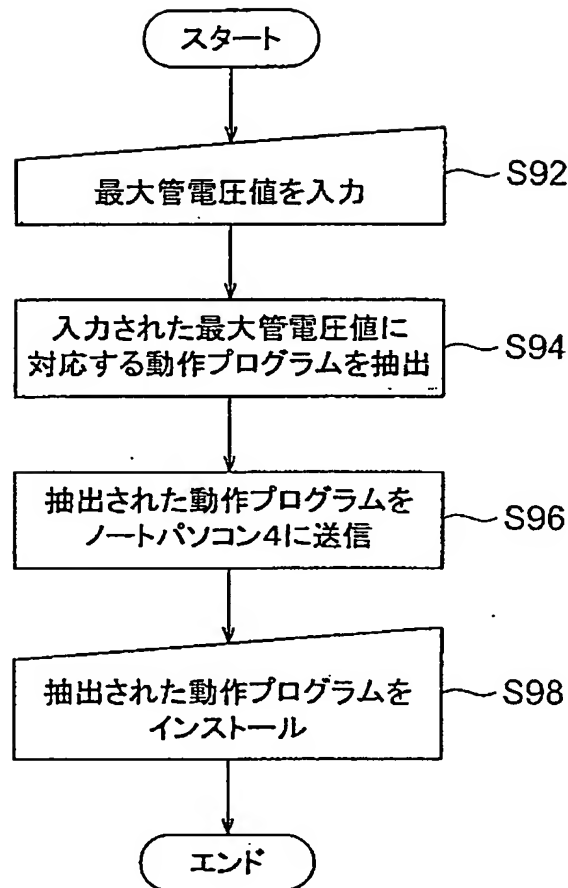 スタート
最大管電圧値を入力
S92
入力された最大管電圧値に
対応する動作プログラムを抽出
S94
抽出された動作プログラムを
ノートパソコン4に送信
S96
抽出された動作プログラムを
インストール
S98
エンド